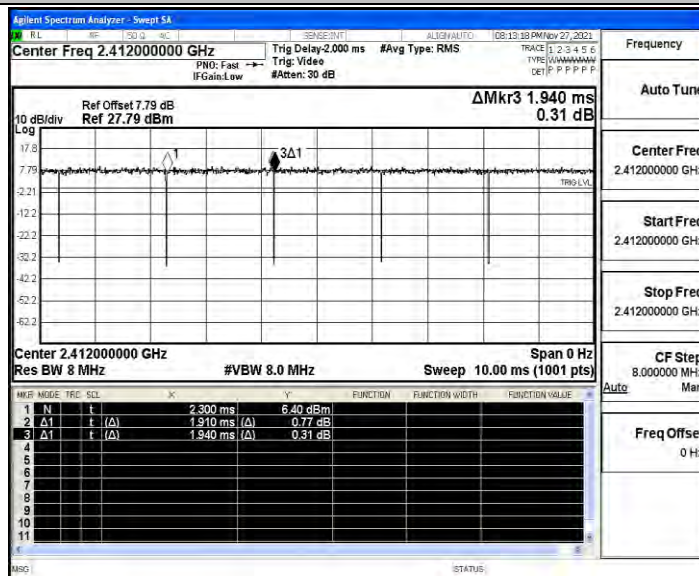 Agilent Spectrum Analyzer - Swept SA
RL RF 50 Ω AC SENSE:INT ALIGNAUTO 08:13:18 PM Nov 27, 2021
Center Freq 2.412000000 GHz
PNO: Fast
IFGain:Low
Trig Delay-2.000 ms
Trig: Video
#Atten: 30 dB
#Avg Type: RMS
TRACE 1 2 3 4 5 6
TYPE
DET P P P P P P
Ref Offset 7.79 dB
Ref 27.79 dBm
10 dB/div
Log
ΔMkr3 1.940 ms
0.31 dB
17.8
7.79
-2.21
-12.2
-22.2
-32.2
-42.2
-52.2
-62.2
1
3Δ1
TRIG LVL
Center 2.412000000 GHz Span 0 Hz
Res BW 8 MHz #VBW 8.0 MHz Sweep 10.00 ms (1001 pts)
MKR MODE TRC SCL X Y FUNCTION FUNCTION WIDTH FUNCTION VALUE
1 N t 2.300 ms 6.40 dBm
2 Δ1 t (Δ) 1.910 ms (Δ) 0.77 dB
3 Δ1 t (Δ) 1.940 ms (Δ) 0.31 dB
4
5
6
7
8
9
10
11
MSG STATUS
Frequency
Auto Tune
Center Freq
2.412000000 GHz
Start Freq
2.412000000 GHz
Stop Freq
2.412000000 GHz
CF Step
8.000000 MHz
Auto Man
Freq Offset
0 Hz